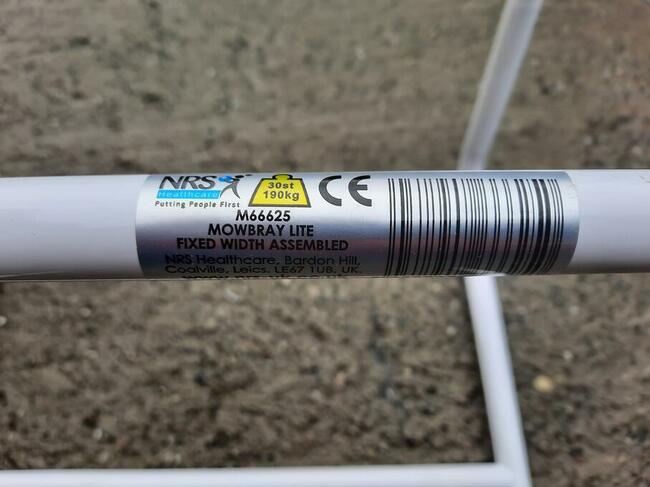 NRS
Healthcare
Putting People First
30st
190kg
CE
M66625
MOWBRAY LITE
FIXED WIDTH ASSEMBLED
NRS Healthcare, Bardon Hill,
Coalville, Leics. LE67 1UB, UK.